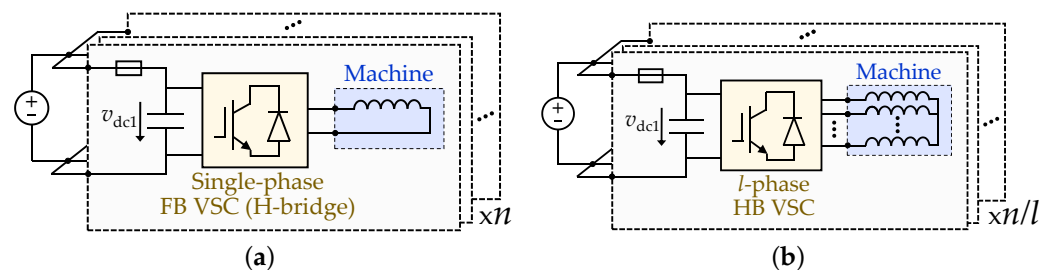 Machine
v_dc1
Single-phase
FB VSC (H-bridge)
xn
(a)
Machine
v_dc1
l-phase
HB VSC
xn/l
(b)